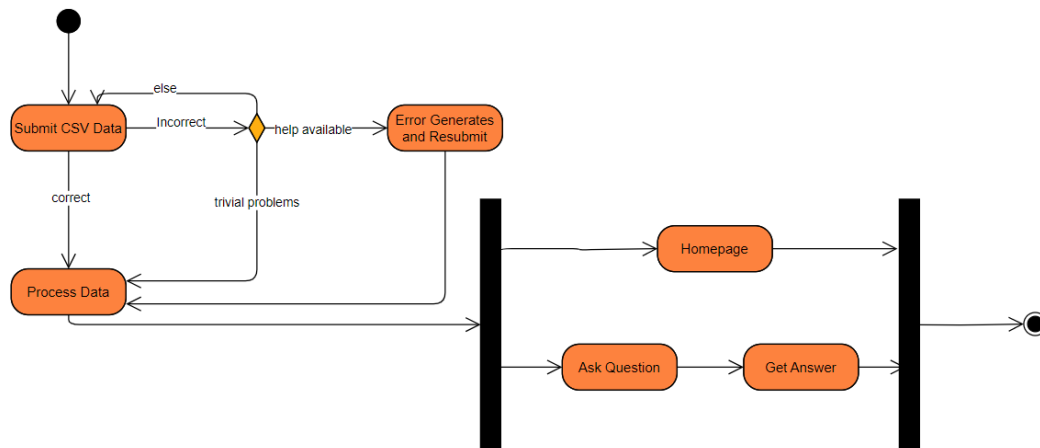 else
Submit CSV Data
Incorrect
help available
Error Generates
and Resubmit
correct
trivial problems
Homepage
Process Data
Ask Question
Get Answer